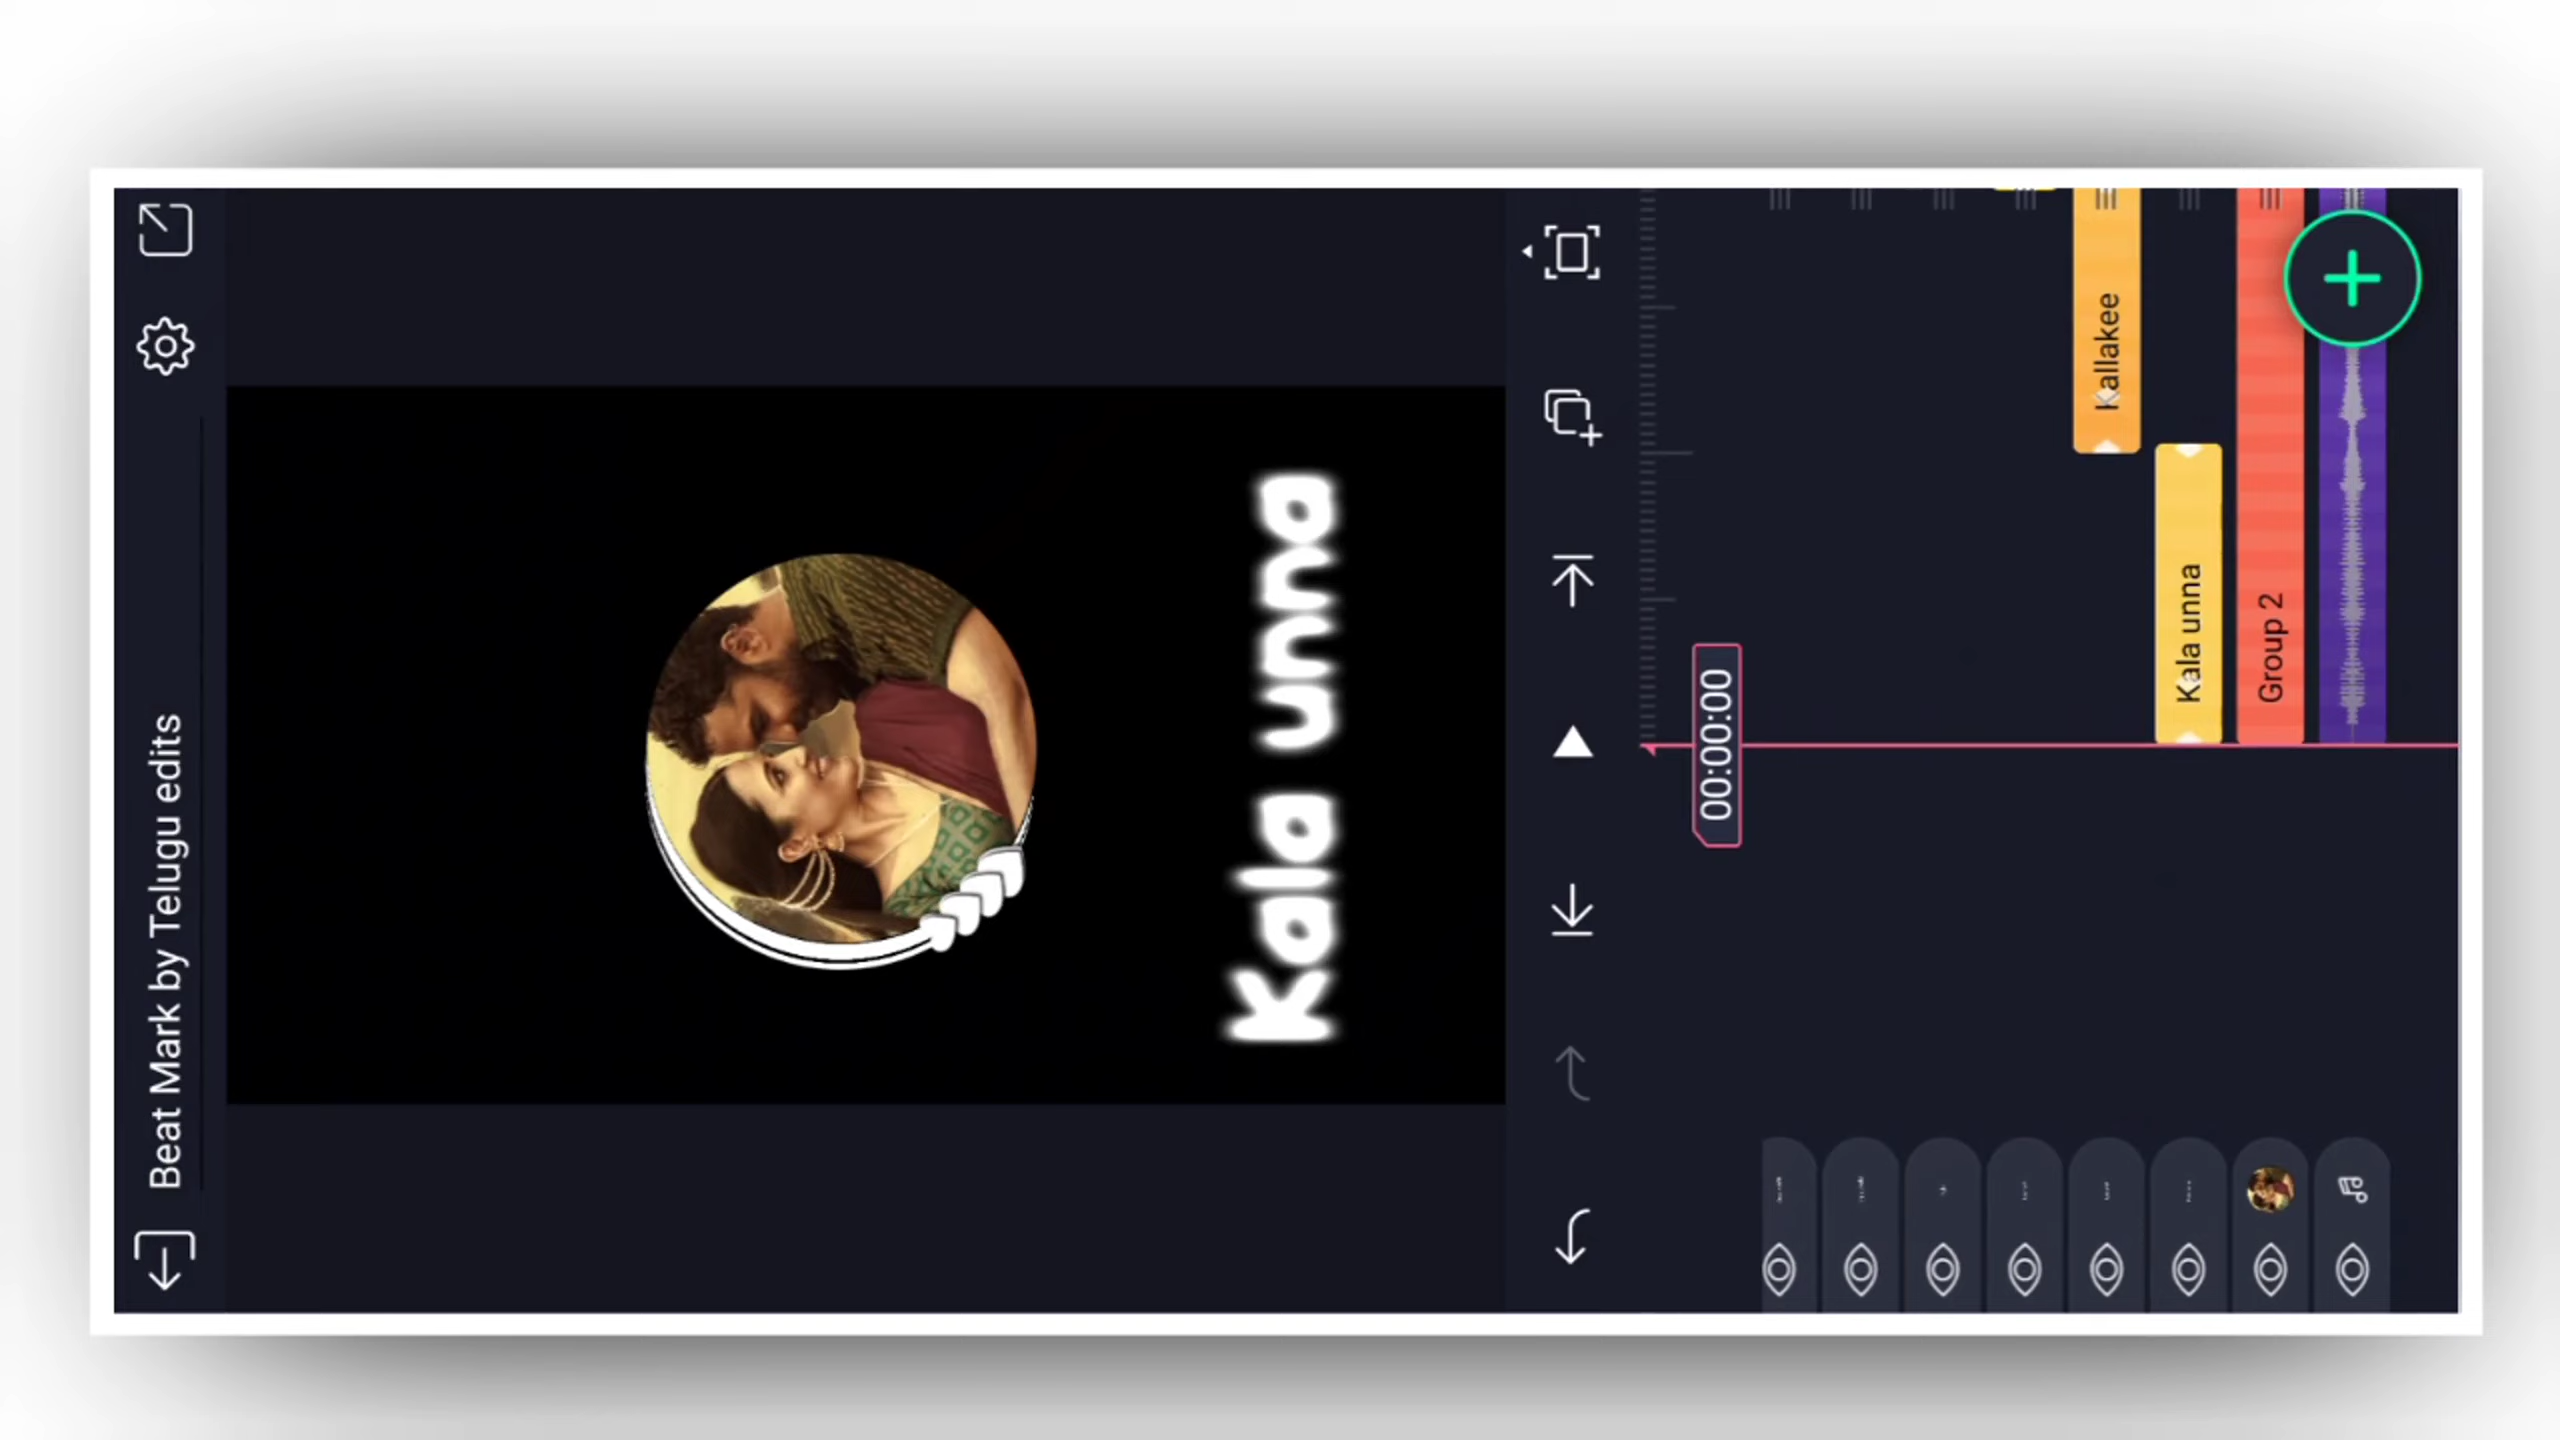 Beat Mark by Telugu edits
Kala unna
00:00:00
Kallakee
Kala unna
Group 2